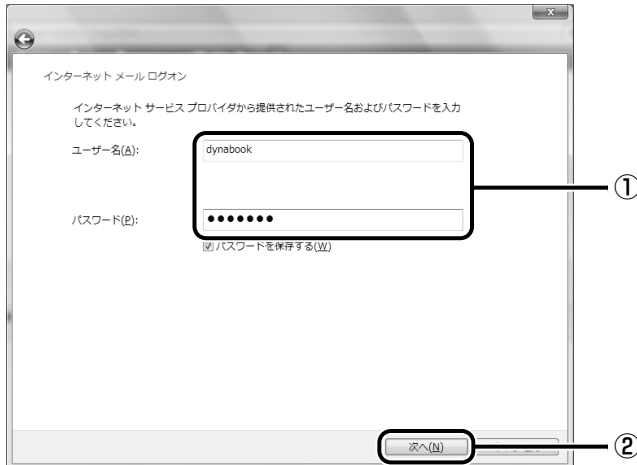 インターネット メール ログオン
インターネット サービス プロバイダから提供されたユーザー名およびパスワードを入力
してください。
ユーザー名(A):
dynabook
①
パスワード(P):
●●●●●●●
パスワードを保存する(W)
次へ(N)
②